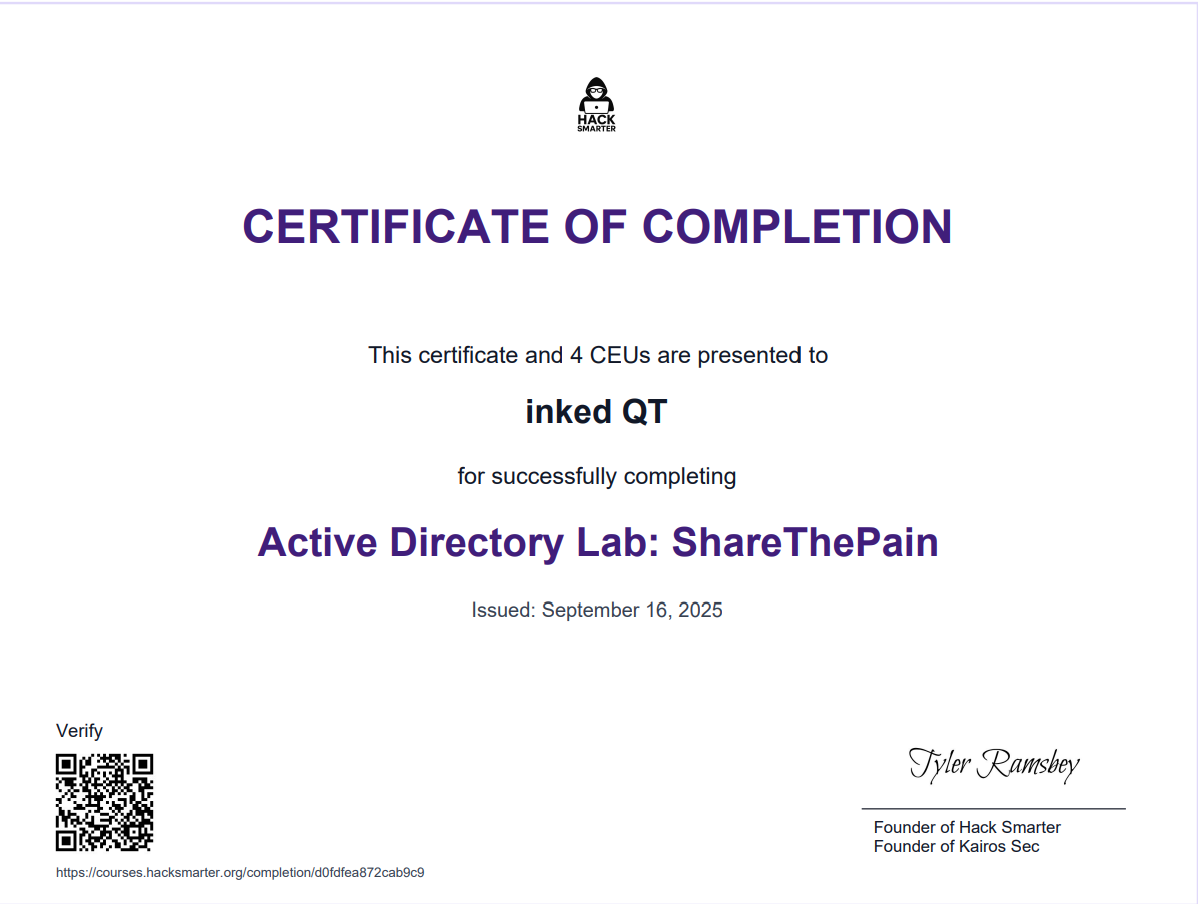 HACK
SMARTER
CERTIFICATE OF COMPLETION
This certificate and 4 CEUs are presented to
inked QT
for successfully completing
Active Directory Lab: ShareThePain
Issued: September 16, 2025
Verify
https://courses.hacksmarter.org/completion/d0fdfea872cab9c9
Tyler Ramsbey
Founder of Hack Smarter
Founder of Kairos Sec